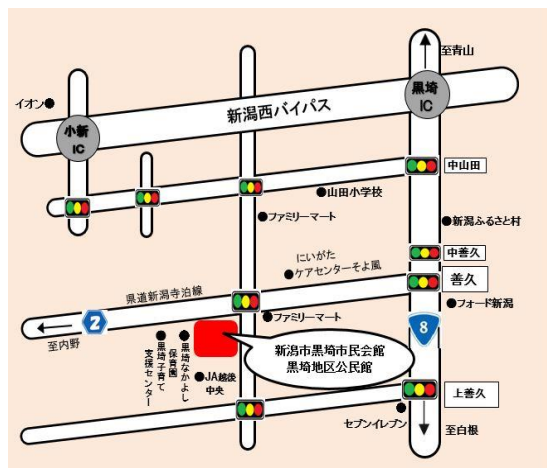 至青山
イオン
新潟西バイパス
黒埼
IC
小新
IC
中山田
山田小学校
ファミリーマート
新潟ふるさと村
中善久
にいがた
ケアセンターそよ風
善久
県道新潟寺泊線
フォード新潟
2
至内野
ファミリーマート
8
新潟市黒埼市民会館
黒埼地区公民館
黒埼なかよし
保育園
黒埼子育て
支援センター
JA越後
中央
上善久
セブンイレブン
至白根